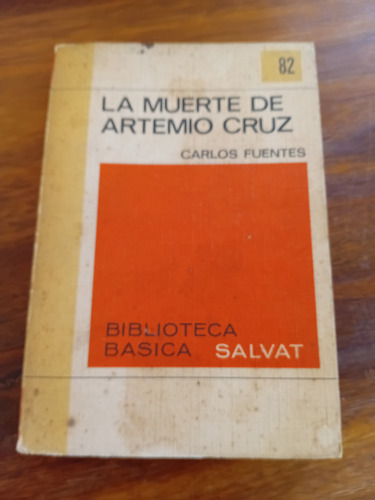 82
LA MUERTE DE
ARTEMIO CRUZ
CARLOS FUENTES
BIBLIOTECA
BASICA SALVAT